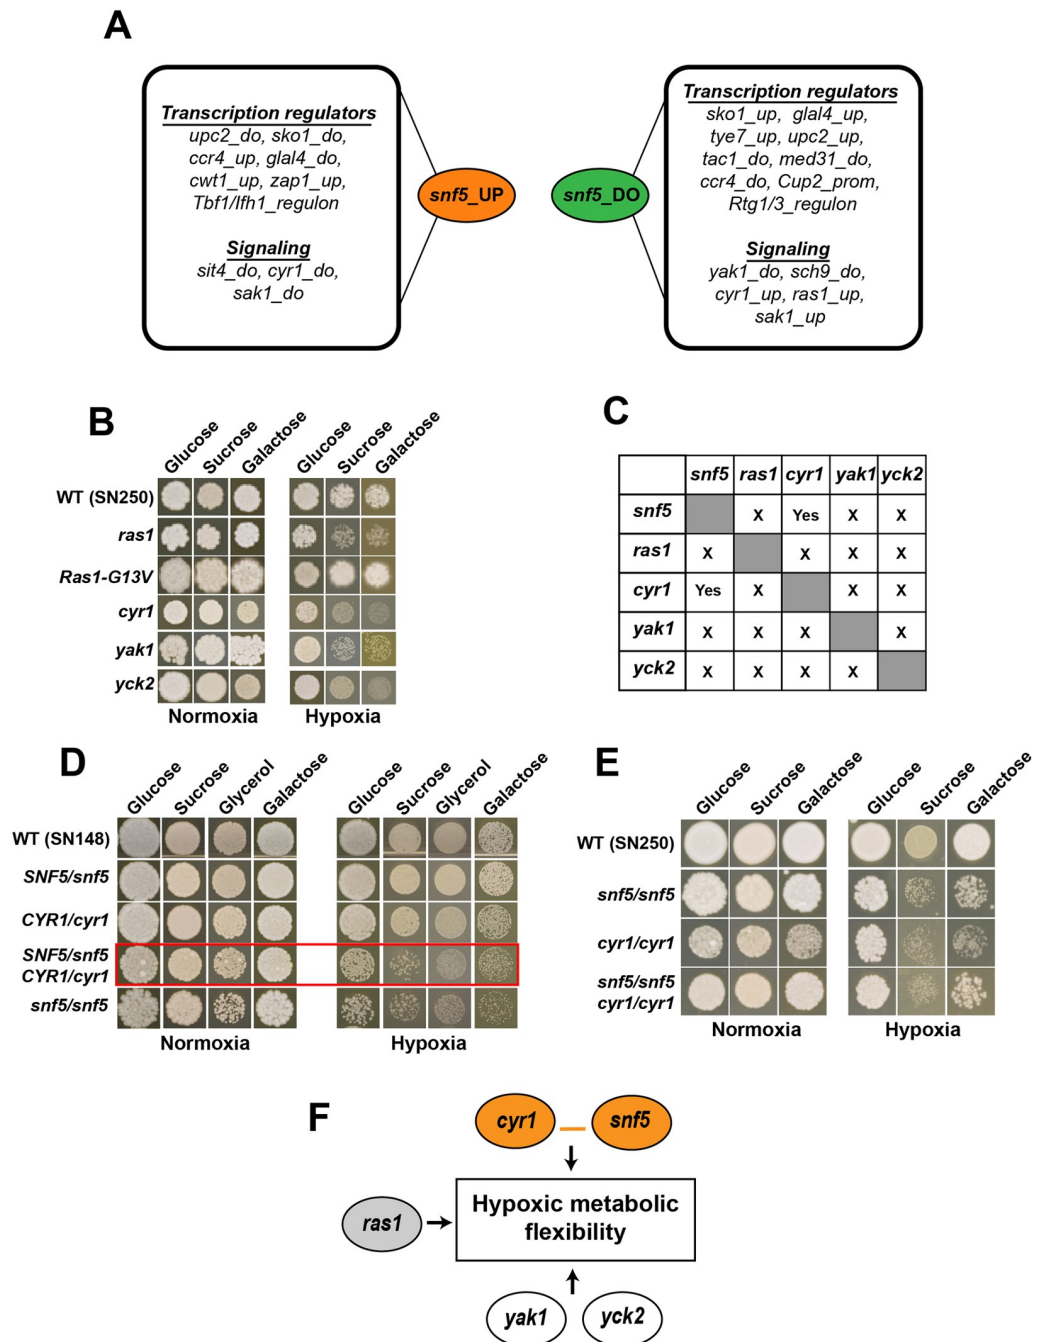 A
Transcription regulators
upc2_do, sko1_do,
ccr4_up, glal4_do,
cwt1_up, zap1_up,
Tbf1/Ifh1_regulon
Signaling
sit4_do, cyr1_do,
sak1_do
snf5_UP
snf5_DO
Transcription regulators
sko1_up, glal4_up,
tye7_up, upc2_up,
tac1_do, med31_do,
ccr4_do, Cup2_prom,
Rtg1/3_regulon
Signaling
yak1_do, sch9_do,
cyr1_up, ras1_up,
sak1_up
B
Glucose Sucrose Galactose Glucose Sucrose Galactose
WT (SN250)
ras1
Ras1-G13V
cyr1
yak1
yck2
Normoxia Hypoxia
C
snf5 ras1 cyr1 yak1 yck2
snf5 X Yes X X
ras1 X X X X
cyr1 Yes X X X
yak1 X X X X
yck2 X X X X
D
Glucose Sucrose Glycerol Galactose Glucose Sucrose Glycerol Galactose
WT (SN148)
SNF5/snf5
CYR1/cyr1
SNF5/snf5
CYR1/cyr1
snf5/snf5
Normoxia Hypoxia
E
Glucose Sucrose Galactose Glucose Sucrose Galactose
WT (SN250)
snf5/snf5
cyr1/cyr1
snf5/snf5
cyr1/cyr1
Normoxia Hypoxia
F
cyr1 snf5
ras1
Hypoxic metabolic
flexibility
yak1 yck2